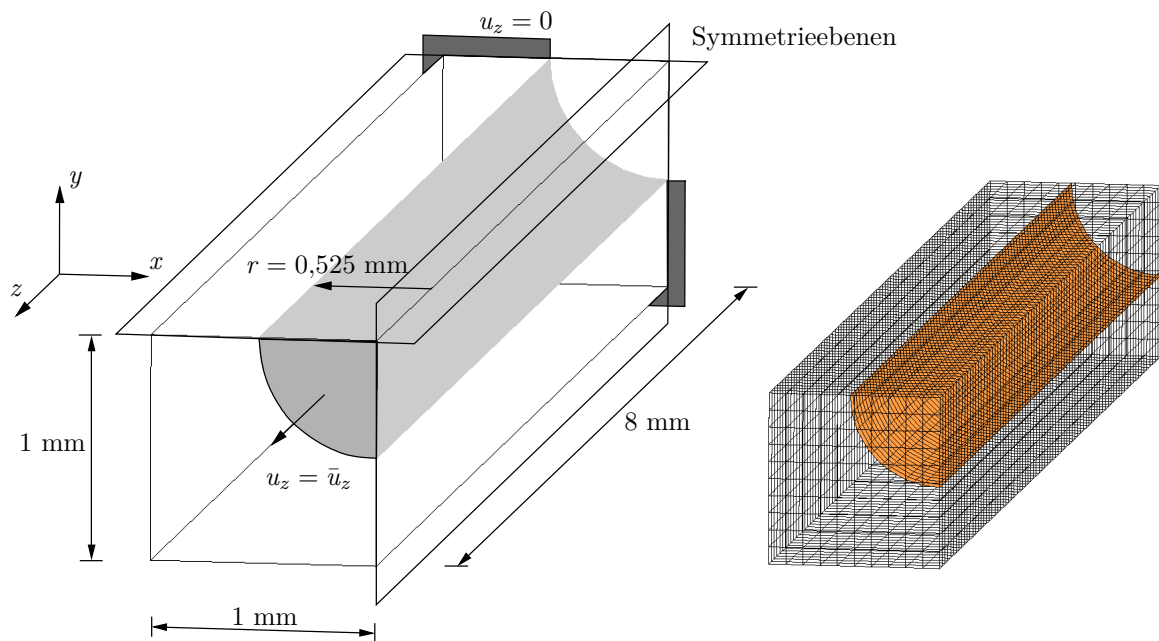 u_z = 0
Symmetrieebenen
y
x
z
r = 0,525 mm
1 mm
8 mm
u_z = ū_z
1 mm